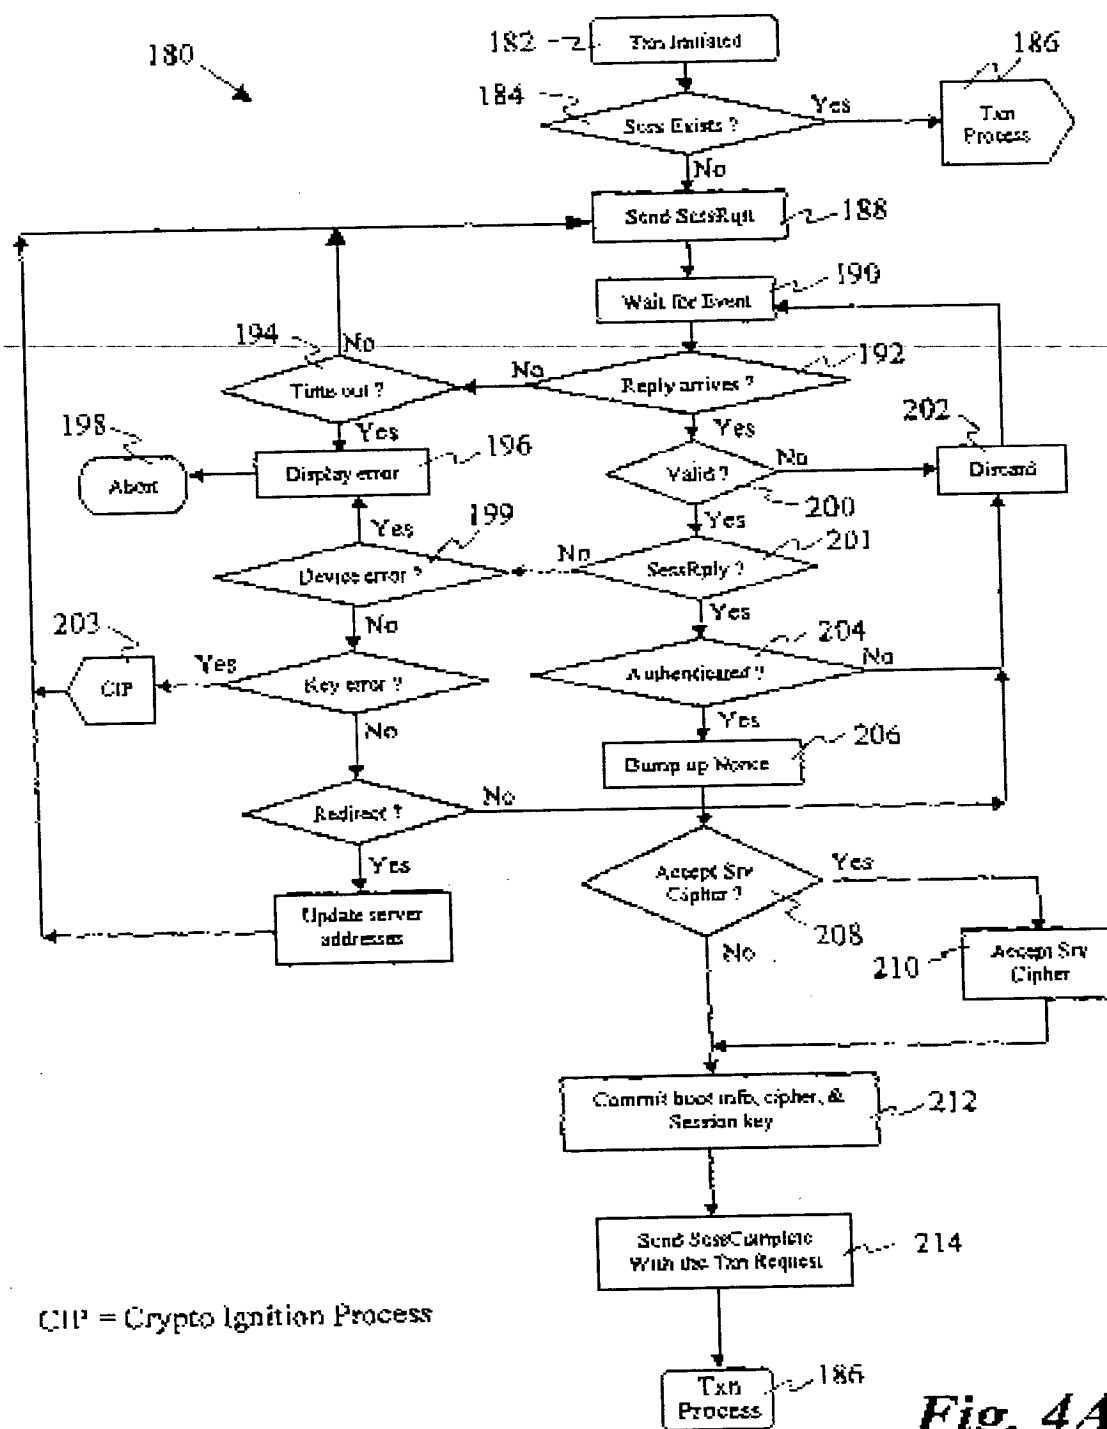 180
182
Txn Initiated
186
184
Sess Exists ?
Yes
Txn
Process
No
Send SessRqst
188
Wait for Event
190
194
No
Time out ?
No
Reply arrives ?
192
202
198
Yes
Yes
Abort
Display error
196
Valid ?
No
Discard
200
Yes
199
Yes
Device error ?
No
SessRply ?
201
203
No
Yes
204
CIP
Yes
Key error ?
Authenticated ?
No
No
Yes
206
Bump up Nonce
Redirect ?
No
Yes
Accept Srv
Cipher ?
Yes
Update server
addresses
208
No
210
Accept Srv
Cipher
Commit boot info, cipher, &
Session key
212
Send SessComplete
With the Txn Request
214
CIP = Crypto Ignition Process
Txn
Process
186
Fig. 4A